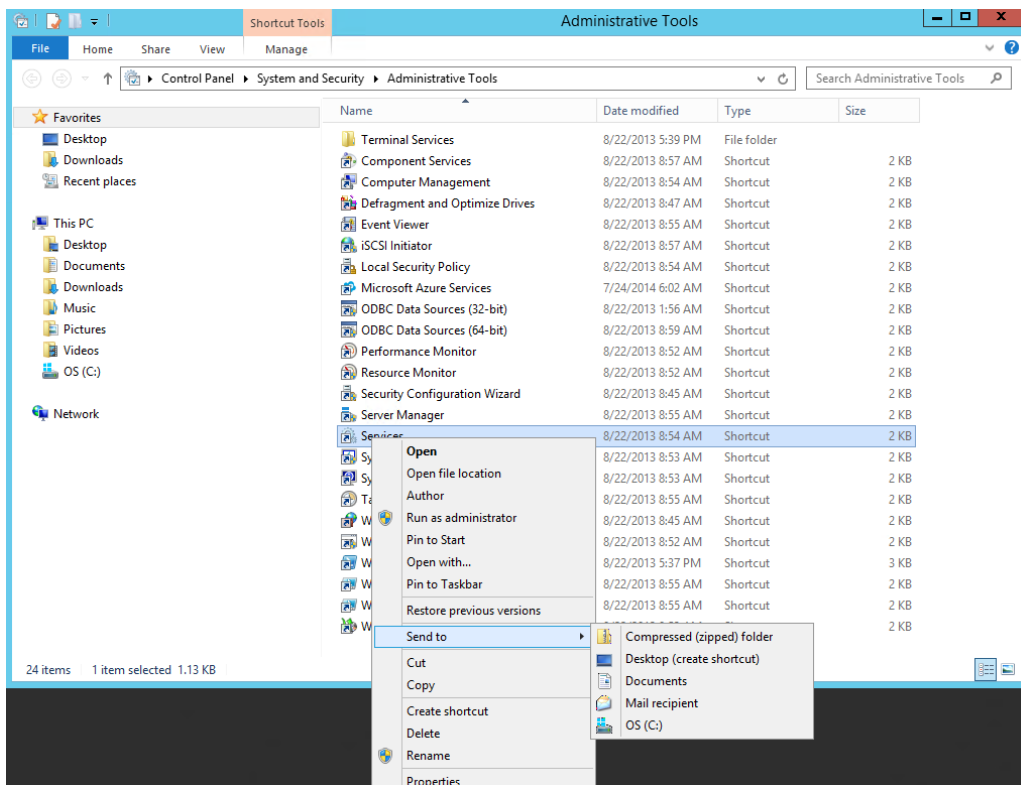 Shortcut Tools
Administrative Tools
File Home Share View Manage
Control Panel System and Security Administrative Tools
Search Administrative Tools
Name Date modified Type Size
Favorites
Desktop
Downloads
Recent places
This PC
Desktop
Documents
Downloads
Music
Pictures
Videos
OS (C:)
Network
Terminal Services 8/22/2013 5:39 PM File folder
Component Services 8/22/2013 8:57 AM Shortcut 2 KB
Computer Management 8/22/2013 8:54 AM Shortcut 2 KB
Defragment and Optimize Drives 8/22/2013 8:47 AM Shortcut 2 KB
Event Viewer 8/22/2013 8:55 AM Shortcut 2 KB
iSCSI Initiator 8/22/2013 8:57 AM Shortcut 2 KB
Local Security Policy 8/22/2013 8:54 AM Shortcut 2 KB
Microsoft Azure Services 7/24/2014 6:02 AM Shortcut 2 KB
ODBC Data Sources (32-bit) 8/22/2013 1:56 AM Shortcut 2 KB
ODBC Data Sources (64-bit) 8/22/2013 8:59 AM Shortcut 2 KB
Performance Monitor 8/22/2013 8:52 AM Shortcut 2 KB
Resource Monitor 8/22/2013 8:52 AM Shortcut 2 KB
Security Configuration Wizard 8/22/2013 8:45 AM Shortcut 2 KB
Server Manager 8/22/2013 8:55 AM Shortcut 2 KB
Services 8/22/2013 8:54 AM Shortcut 2 KB
Sy 8/22/2013 8:53 AM Shortcut 2 KB
Sy 8/22/2013 8:53 AM Shortcut 2 KB
Ta 8/22/2013 8:55 AM Shortcut 2 KB
W 8/22/2013 8:45 AM Shortcut 2 KB
W 8/22/2013 8:52 AM Shortcut 2 KB
W 8/22/2013 5:37 PM Shortcut 3 KB
W 8/22/2013 8:55 AM Shortcut 2 KB
W 8/22/2013 8:55 AM Shortcut 2 KB
W 2 KB
Open
Open file location
Author
Run as administrator
Pin to Start
Open with...
Pin to Taskbar
Restore previous versions
Send to
Cut
Copy
Create shortcut
Delete
Rename
Properties
Compressed (zipped) folder
Desktop (create shortcut)
Documents
Mail recipient
OS (C:)
24 items 1 item selected 1.13 KB